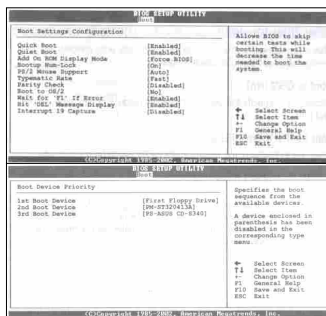 BIOS SETUP UTILITY
Boot
Boot Settings Configuration
Quick Boot [Enabled]
Quiet Boot [Enabled]
Add On ROM Display Mode [Force BIOS]
Bootup Num-Lock [On]
PS/2 Mouse Support [Auto]
Typematic Rate [Fast]
Parity Check [Disabled]
Boot to OS/2 [No]
Wait for 'F1' If Error [Enabled]
Hit 'DEL' Message Display [Enabled]
Interrupt 19 Capture [Disabled]
Allows BIOS to skip
certain tests while
booting. This will
decrease the time
needed to boot the
system.
Select Screen
Select Item
+- Change Option
F1 General Help
F10 Save and Exit
ESC Exit
(C)Copyright 1985-2002, American Megatrends, Inc.
BIOS SETUP UTILITY
Boot
Boot Device Priority
1st Boot Device [First Floppy Drive]
2nd Boot Device [PM-ST320413A]
3rd Boot Device [PS-ASUS CD-S340]
Specifies the boot
sequence from the
available devices.
A device enclosed in
parenthesis has been
disabled in the
corresponding type
menu.
Select Screen
Select Item
+- Change Option
F1 General Help
F10 Save and Exit
ESC Exit
(C)Copyright 1985-2002, American Megatrends, Inc.